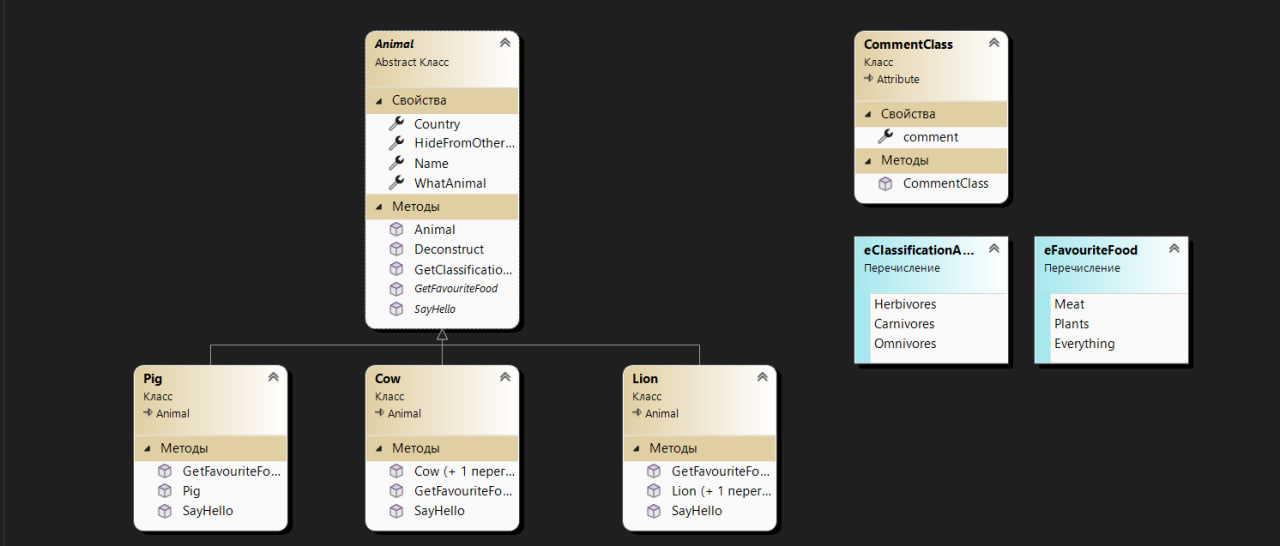 Animal
Abstract Класс
Свойства
Country
HideFromOther...
Name
WhatAnimal
Методы
Animal
Deconstruct
GetClassificatio...
GetFavouriteFood
SayHello
CommentClass
Класс
Attribute
Свойства
comment
Методы
CommentClass
eClassificationA...
Перечисление
Herbivores
Carnivores
Omnivores
eFavouriteFood
Перечисление
Meat
Plants
Everything
Pig
Класс
Animal
Методы
GetFavouriteFo...
Pig
SayHello
Cow
Класс
Animal
Методы
Cow (+ 1 перег...
GetFavouriteFo...
SayHello
Lion
Класс
Animal
Методы
GetFavouriteFo...
Lion (+ 1 перег...
SayHello